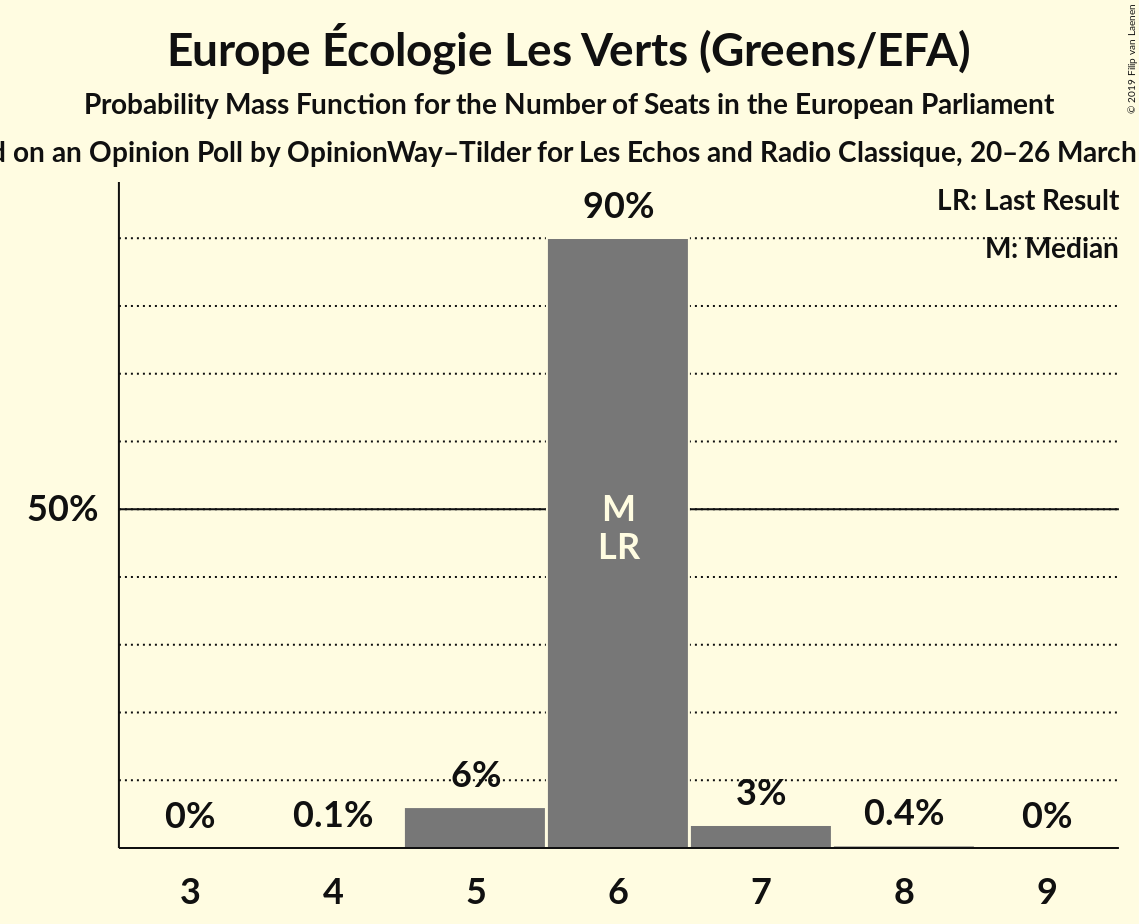 Europe Écologie Les Verts (Greens/EFA)
Probability Mass Function for the Number of Seats in the European Parliament
on an Opinion Poll by OpinionWay–Tilder for Les Echos and Radio Classique, 20–26 March
© 2019 Filip van Laenen
LR: Last Result
M: Median
90%
50%
M
LR
0%
0.1%
6%
3%
0.4%
0%
3 4 5 6 7 8 9